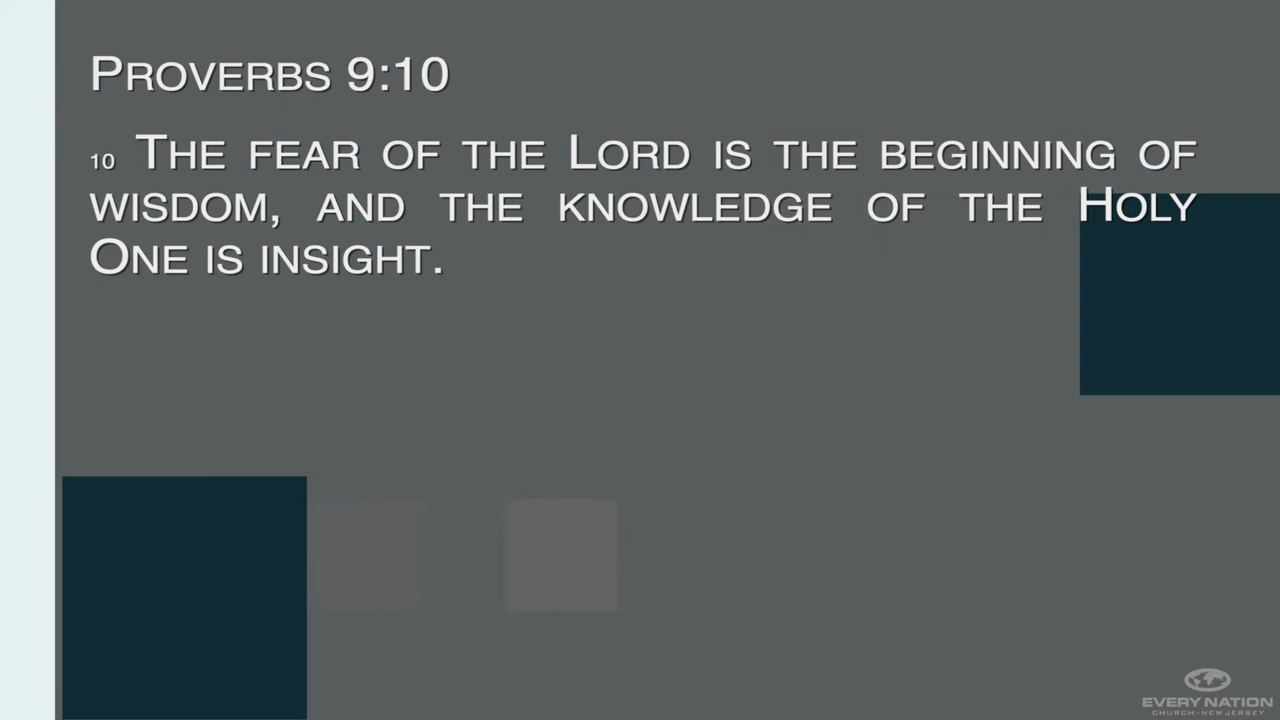 Proverbs 9:10
10 The fear of the Lord is the beginning of
wisdom, and the knowledge of the Holy
One is insight.
EVERY NATION
CHURCH • NEW JERSEY